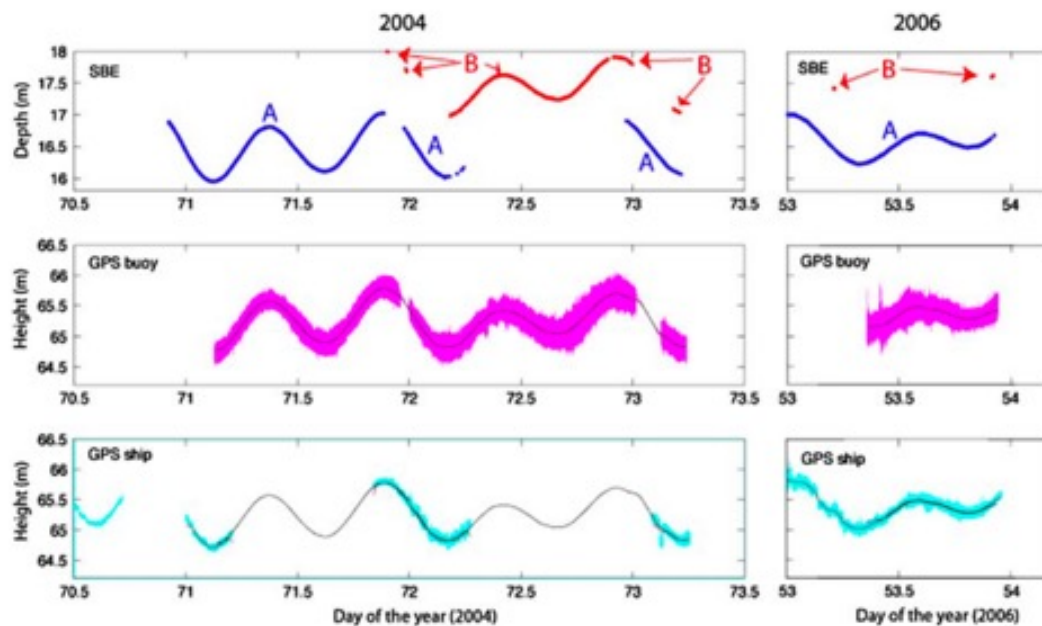 2004 2006
18 SBE B B SBE B
17.5
Depth (m) 17 A A A A
16.5
16
70.5 71 71.5 72 72.5 73 73.5 53 53.5 54
66.5 GPS buoy GPS buoy
66
Height (m) 65.5
65
64.5
70.5 71 71.5 72 72.5 73 73.5 53 53.5 54
66.5 GPS ship GPS ship
66
Height (m) 65.5
65
64.5
70.5 71 71.5 72 72.5 73 73.5 53 53.5 54
Day of the year (2004) Day of the year (2006)